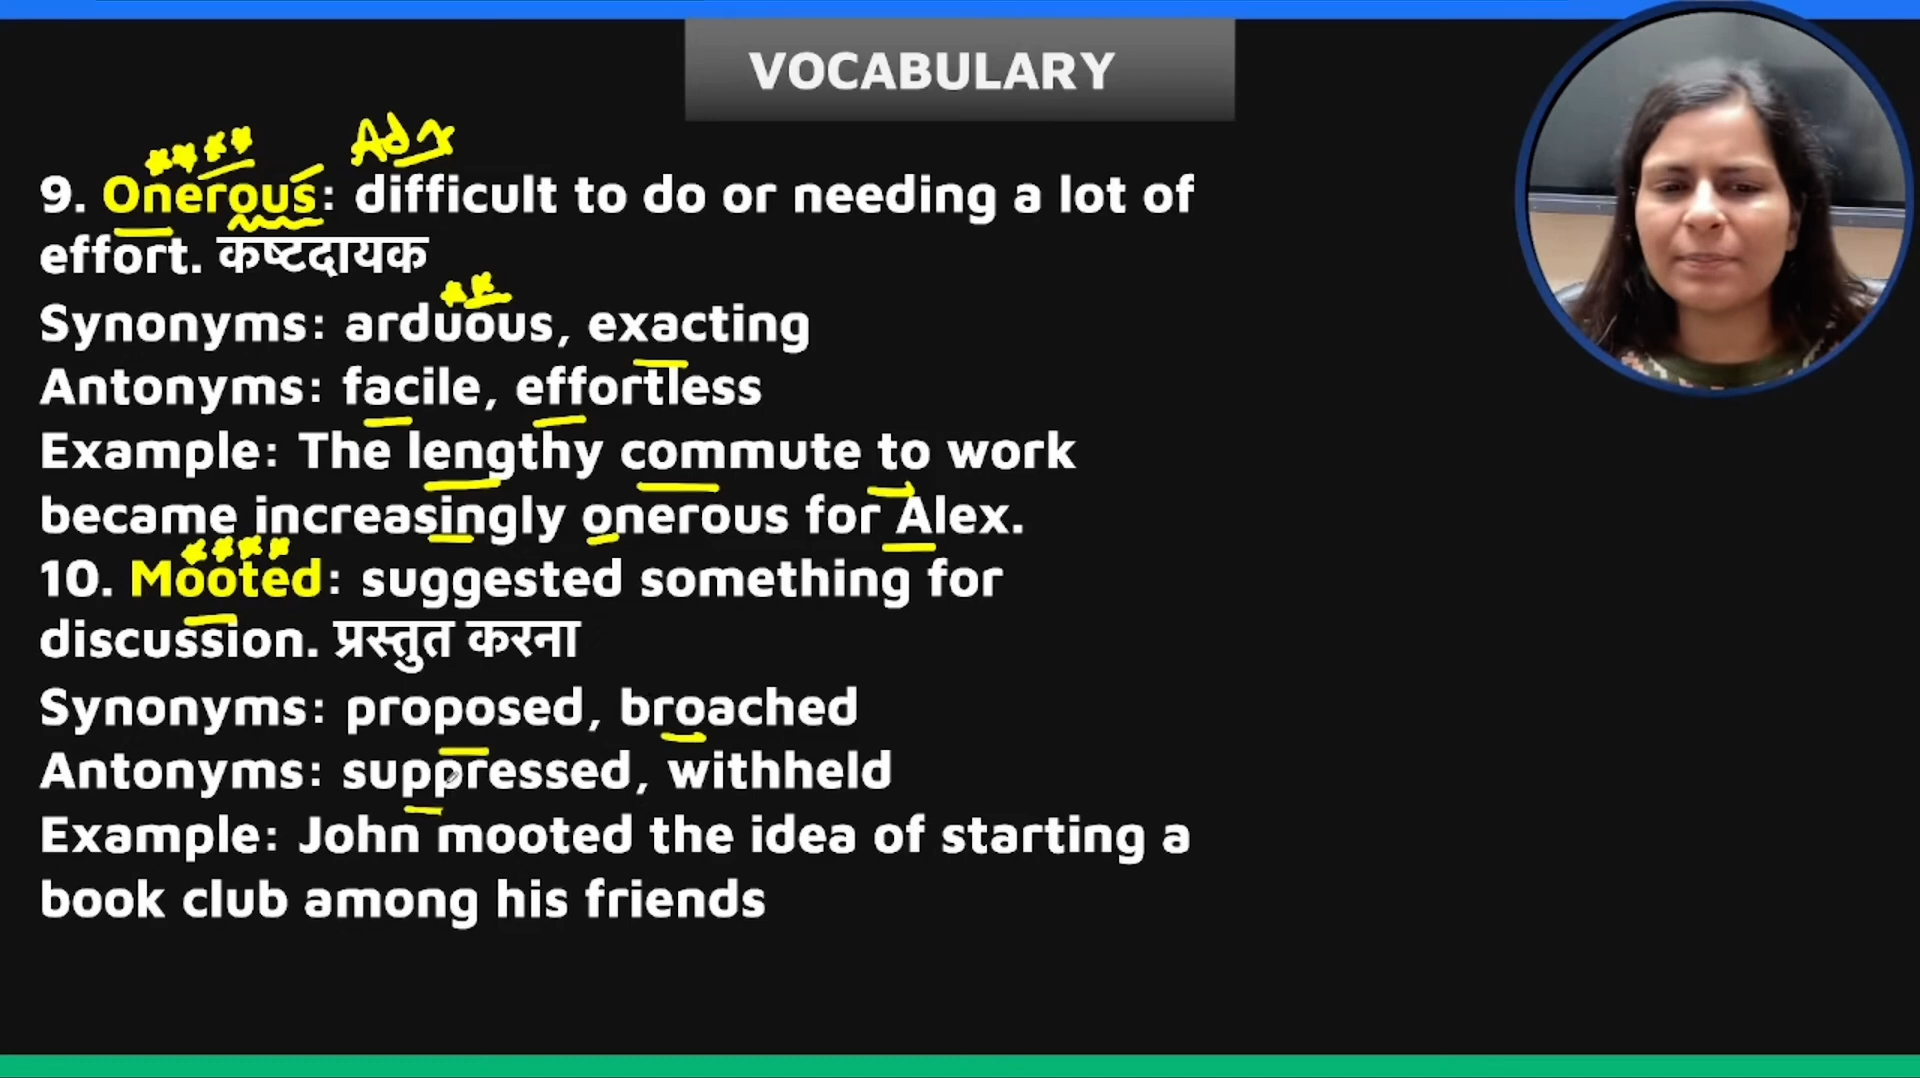 VOCABULARY
Adj
9. Onerous: difficult to do or needing a lot of
effort. कष्टदायक
Synonyms: arduous, exacting
Antonyms: facile, effortless
Example: The lengthy commute to work
became increasingly onerous for Alex.
10. Mooted: suggested something for
discussion. प्रस्तुत करना
Synonyms: proposed, broached
Antonyms: suppressed, withheld
Example: John mooted the idea of starting a
book club among his friends